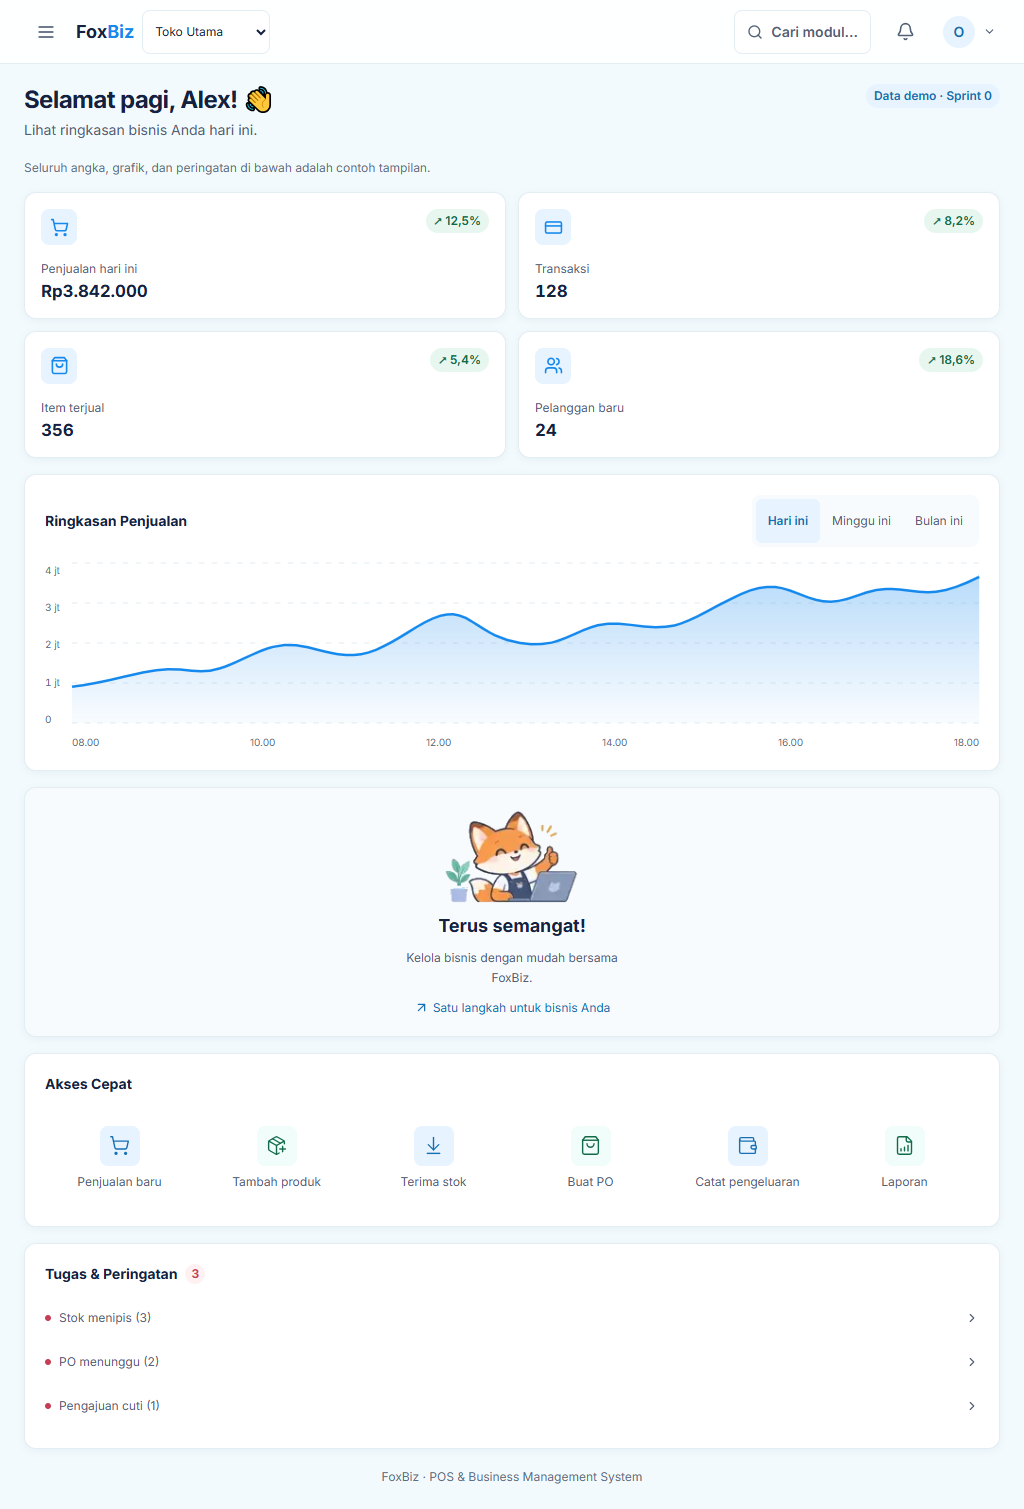 FoxBiz
Toko Utama
Cari modul...
O
Selamat pagi, Alex! 👋
Data demo · Sprint 0
Lihat ringkasan bisnis Anda hari ini.
Seluruh angka, grafik, dan peringatan di bawah adalah contoh tampilan.
↗ 12,5%
Penjualan hari ini
Rp3.842.000
↗ 8,2%
Transaksi
128
↗ 5,4%
Item terjual
356
↗ 18,6%
Pelanggan baru
24
Ringkasan Penjualan
Hari ini
Minggu ini
Bulan ini
4 jt
3 jt
2 jt
1 jt
0
08.00
10.00
12.00
14.00
16.00
18.00
Terus semangat!
Kelola bisnis dengan mudah bersama
FoxBiz.
Satu langkah untuk bisnis Anda
Akses Cepat
Penjualan baru
Tambah produk
Terima stok
Buat PO
Catat pengeluaran
Laporan
Tugas & Peringatan 3
Stok menipis (3)
PO menunggu (2)
Pengajuan cuti (1)
FoxBiz · POS & Business Management System